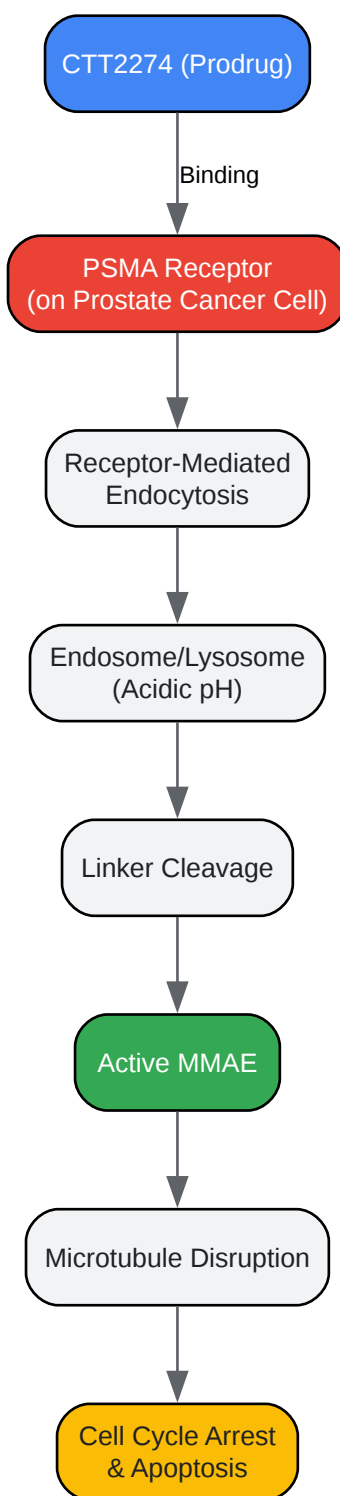 CTT2274 (Prodrug)
Binding
PSMA Receptor
(on Prostate Cancer Cell)
Receptor-Mediated
Endocytosis
Endosome/Lysosome
(Acidic pH)
Linker Cleavage
Active MMAE
Microtubule Disruption
Cell Cycle Arrest
& Apoptosis